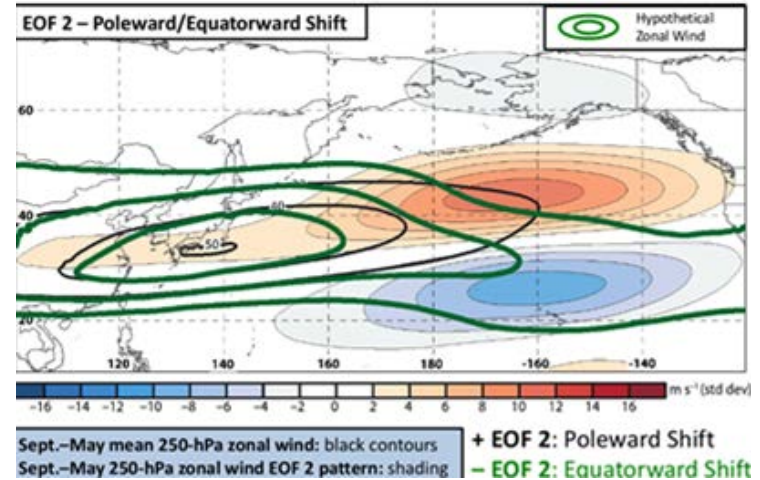 EOF 2 – Poleward/Equatorward Shift
Hypothetical
Zonal Wind
60
40
40
50
20
120 140 160 180 -160 -140
m s⁻¹ (std dev)
−16 −14 −12 −10 −8 −6 −4 −2 0 2 4 6 8 10 12 14 16
Sept.–May mean 250-hPa zonal wind: black contours
Sept.–May 250-hPa zonal wind EOF 2 pattern: shading
+ EOF 2: Poleward Shift
− EOF 2: Equatorward Shift